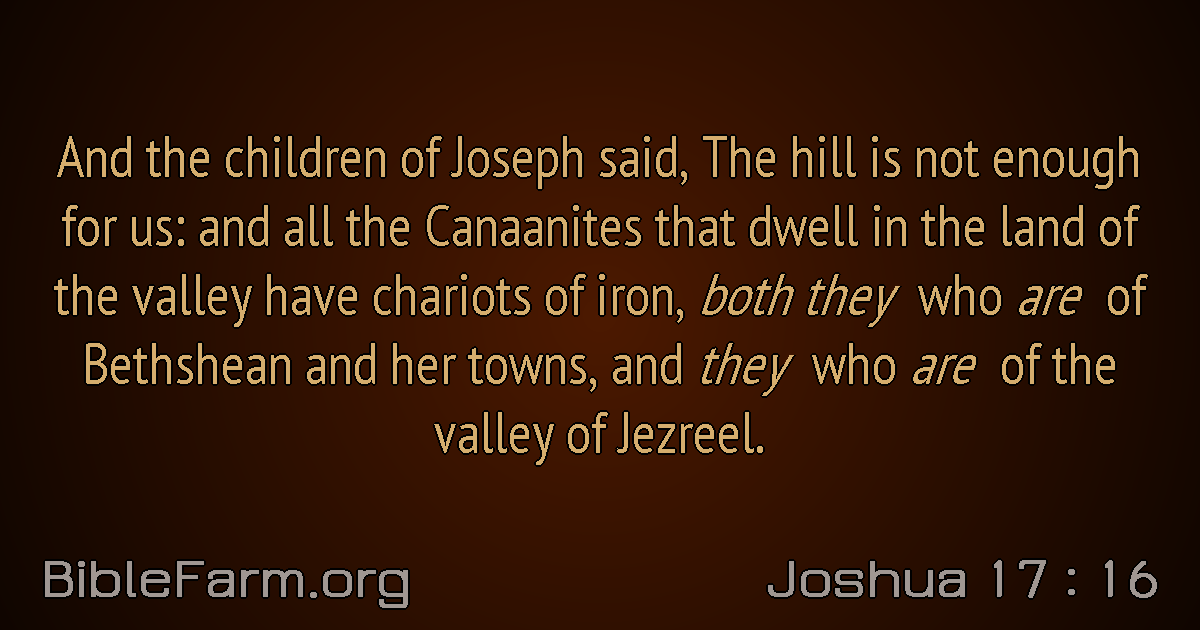 And the children of Joseph said, The hill is not enough
for us: and all the Canaanites that dwell in the land of
the valley have chariots of iron, both they who are of
Bethshean and her towns, and they who are of the
valley of Jezreel.
BibleFarm.org
Joshua 17 : 16